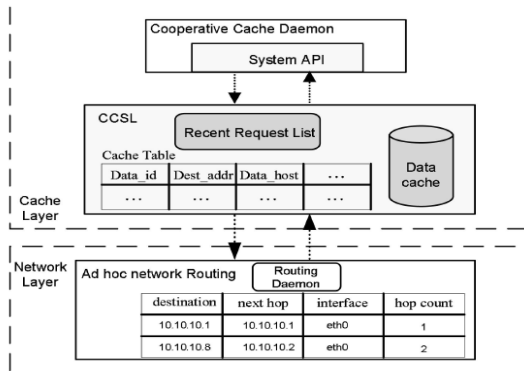 Cooperative Cache Daemon
System API
CCSL
Recent Request List
Cache Table
Data_id Dest_addr Data_host ...
... ... ... ...
Data
cache
Cache
Layer
Network
Layer
Ad hoc network Routing
Routing
Daemon
destination next hop interface hop count
10.10.10.1 10.10.10.1 eth0 1
10.10.10.8 10.10.10.2 eth0 2